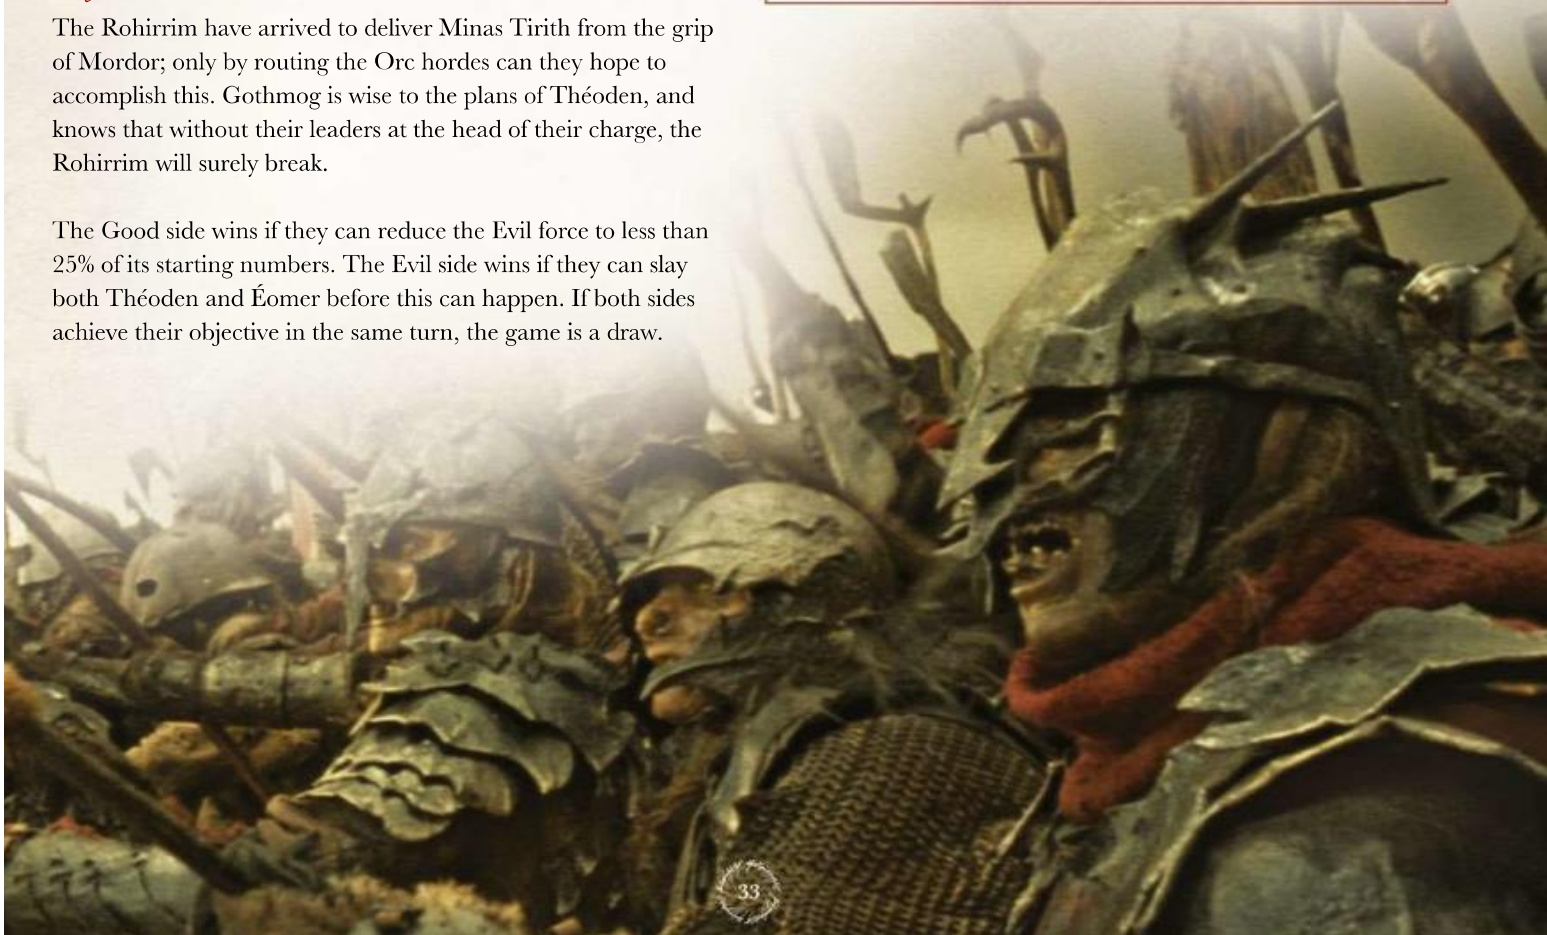 The Rohirrim have arrived to deliver Minas Tirith from the grip
of Mordor; only by routing the Orc hordes can they hope to
accomplish this. Gothmog is wise to the plans of Théoden, and
knows that without their leaders at the head of their charge, the
Rohirrim will surely break.
The Good side wins if they can reduce the Evil force to less than
25% of its starting numbers. The Evil side wins if they can slay
both Théoden and Éomer before this can happen. If both sides
achieve their objective in the same turn, the game is a draw.
33